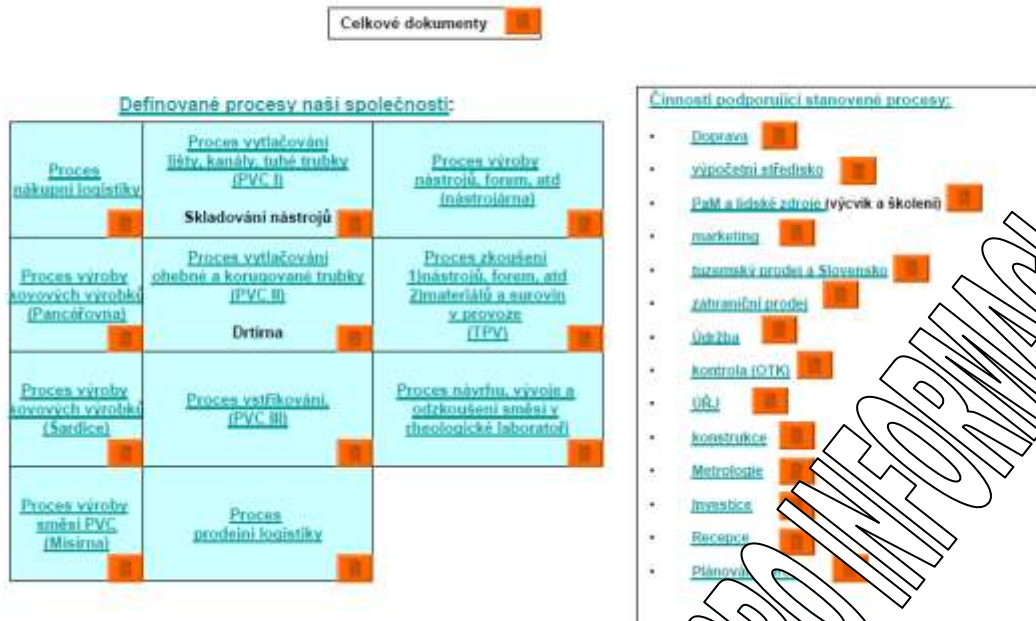 Celkové dokumenty
Definované procesy naší společnosti:
Proces
nákupní logistiky
Proces vytlačování
lišty, kanály, tuhé trubky
(PVC I)
Skladování nástrojů
Proces výroby
nástrojů, forem, atd
(nástrojárna)
Proces výroby
kovových výrobků
(Pancéřovna)
Proces vytlačování
ohebné a korugované trubky
(PVC II)
Drtírna
Proces zkoušení
1)nástrojů, forem, atd
2)materiálů a surovin
v provoze
(TPV)
Proces výroby
kovových výrobků
(Šardice)
Proces vstřikování,
(PVC III)
Proces návrhu, vývoje a
odzkoušení směsí v
rheologické laboratoři
Proces výroby
směsí PVC
(Mísírna)
Proces
prodejní logistiky
Činnosti podporující stanovené procesy:
• Doprava
• výpočetní středisko
• PaM a lidské zdroje (výcvik a školení)
• marketing
• tuzemský prodej a Slovensko
• zahraniční prodej
• Údržba
• kontrola (OTK)
• ÚŘJ
• konstrukce
• Metrologie
• Investice
• Recepce
• Plánování
PRO INFORMACI